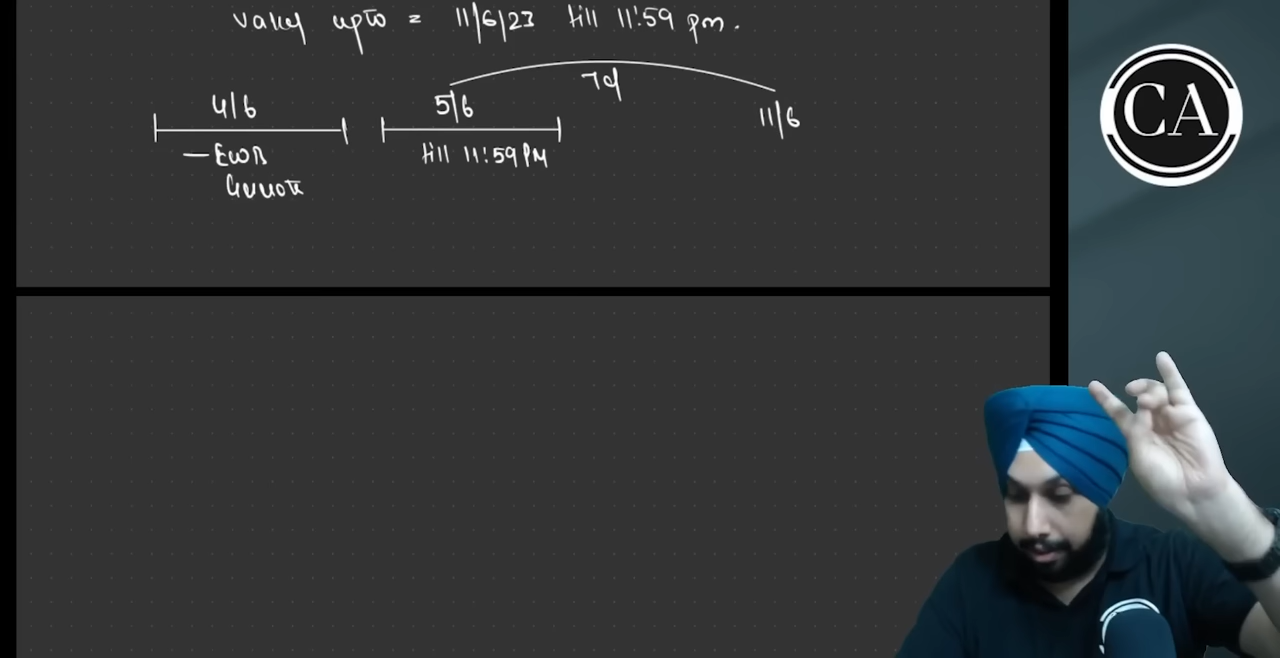 valid upto = 11/6/23 till 11:59 pm.
7d
4/6 5/6 11/6
– EWB till 11:59 PM
CA